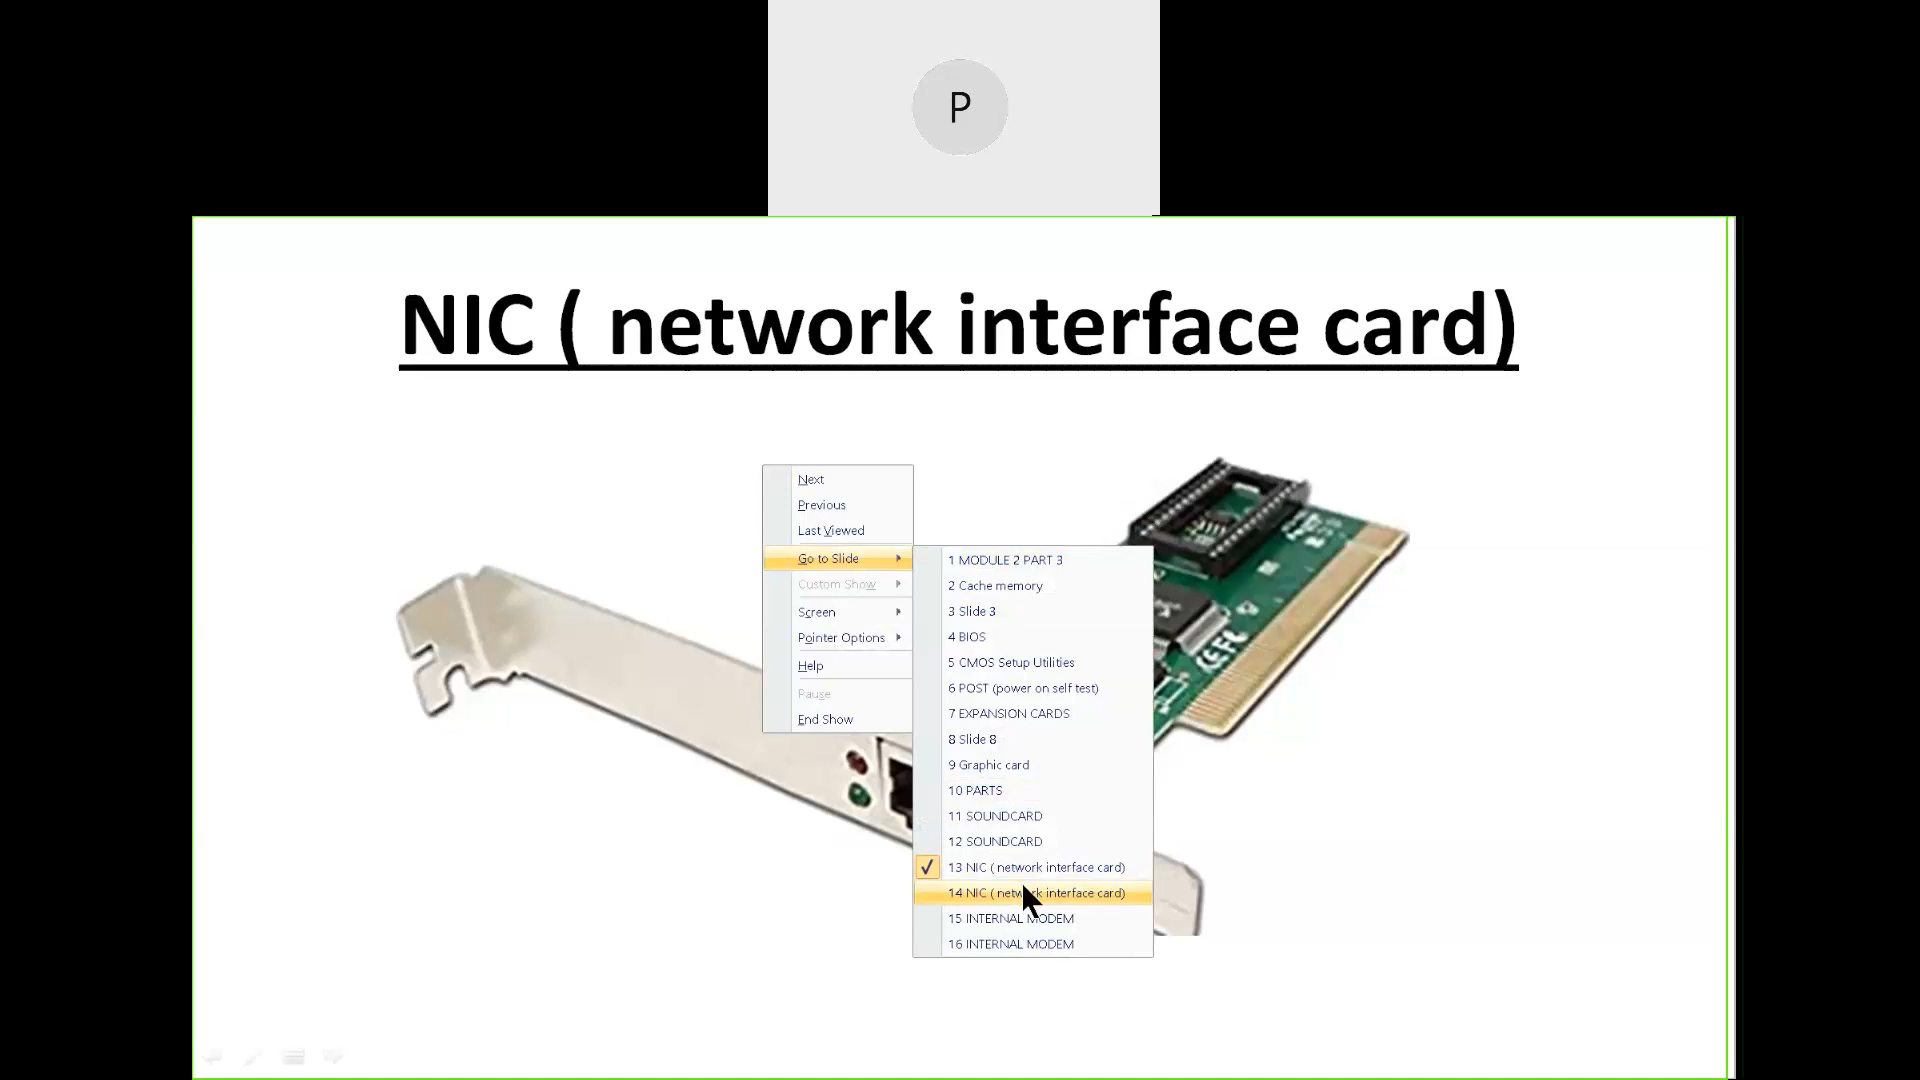 P
NIC ( network interface card)
Next
Previous
Last Viewed
Go to Slide
Custom Show
Screen
Pointer Options
Help
Pause
End Show
1 MODULE 2 PART 3
2 Cache memory
3 Slide 3
4 BIOS
5 CMOS Setup Utilities
6 POST (power on self test)
7 EXPANSION CARDS
8 Slide 8
9 Graphic card
10 PARTS
11 SOUNDCARD
12 SOUNDCARD
13 NIC ( network interface card)
14 NIC ( network interface card)
15 INTERNAL MODEM
16 INTERNAL MODEM